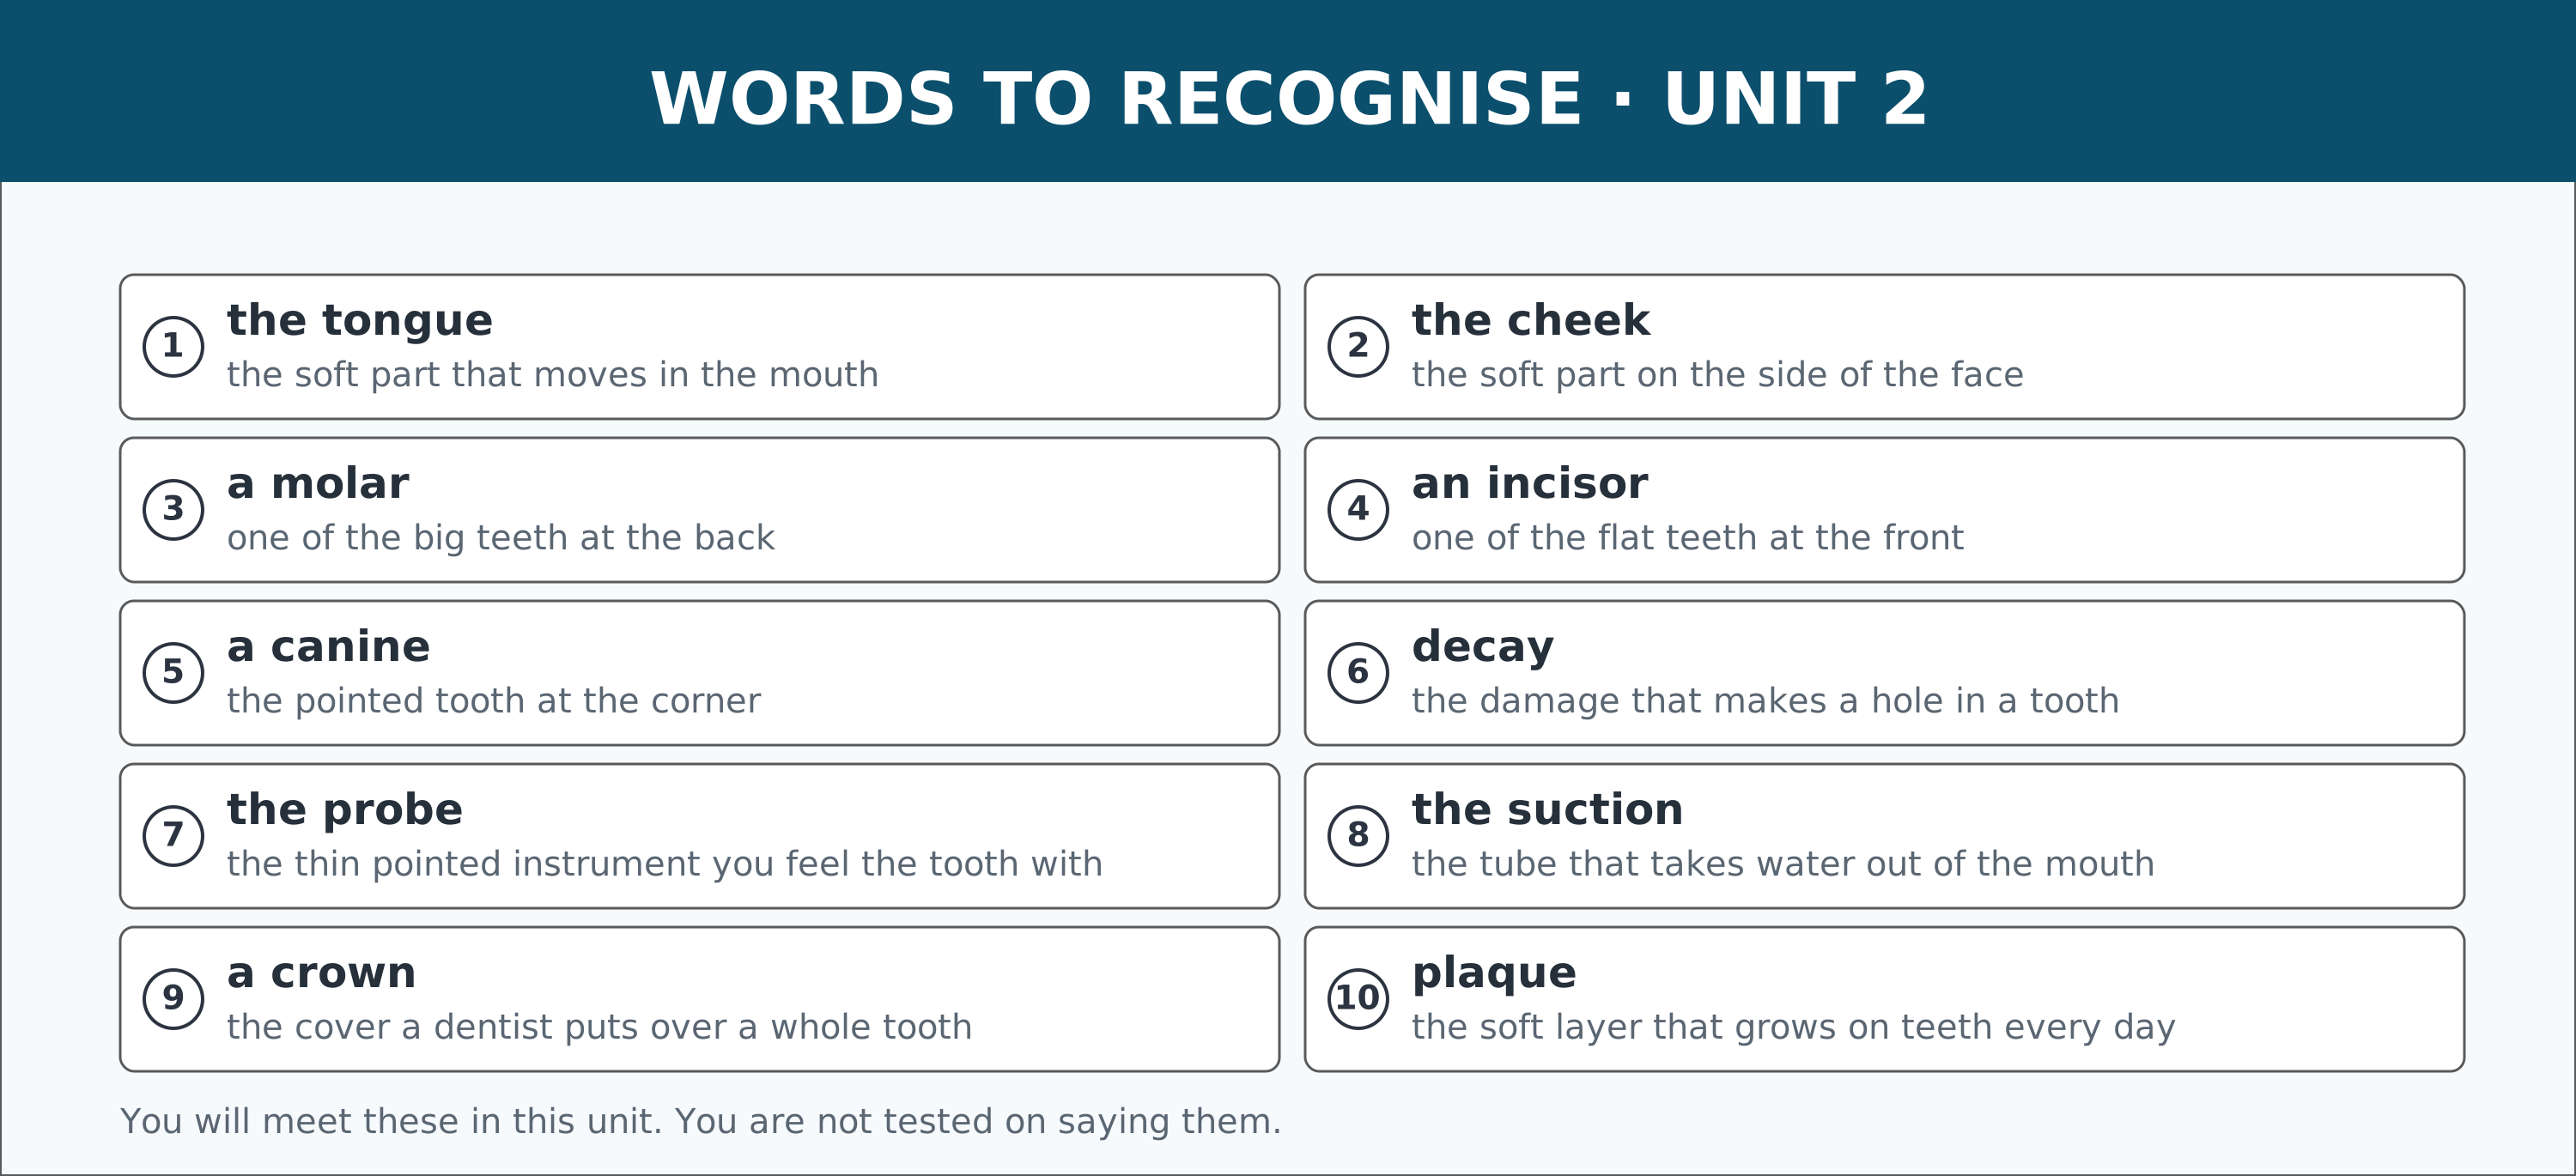 WORDS TO RECOGNISE · UNIT 2
1
the tongue
the soft part that moves in the mouth
2
the cheek
the soft part on the side of the face
3
a molar
one of the big teeth at the back
4
an incisor
one of the flat teeth at the front
5
a canine
the pointed tooth at the corner
6
decay
the damage that makes a hole in a tooth
7
the probe
the thin pointed instrument you feel the tooth with
8
the suction
the tube that takes water out of the mouth
9
a crown
the cover a dentist puts over a whole tooth
10
plaque
the soft layer that grows on teeth every day
You will meet these in this unit. You are not tested on saying them.